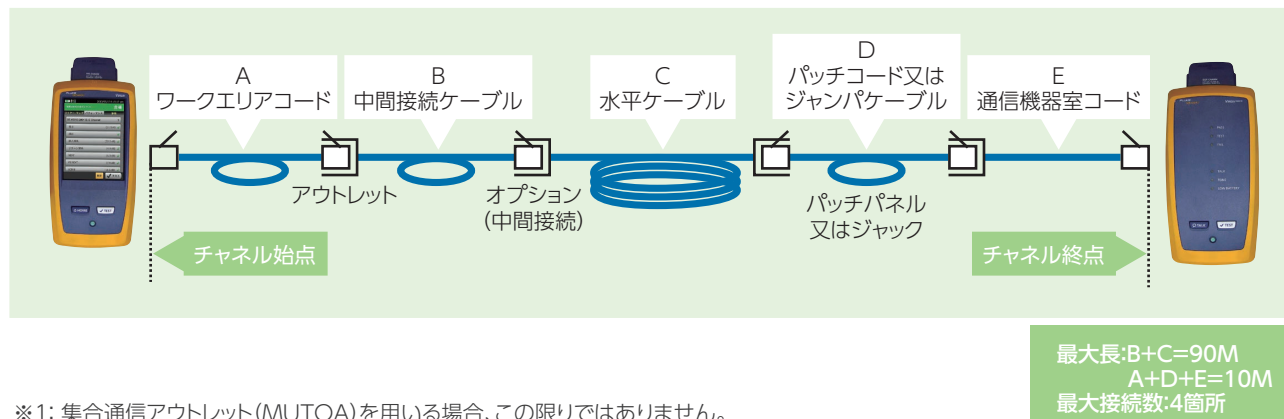 A
ワークエリアコード
B
中間接続ケーブル
C
水平ケーブル
D
パッチコード又は
ジャンパケーブル
E
通信機器室コード
アウトレット
オプション
(中間接続)
パッチパネル
又はジャック
チャネル始点
チャネル終点
TEST
TALK
TEST
最大長:B+C=90M
A+D+E=10M
最大接続数:4箇所
※1: 集合通信アウトレット(MUTOA)を用いる場合、この限りではありません。